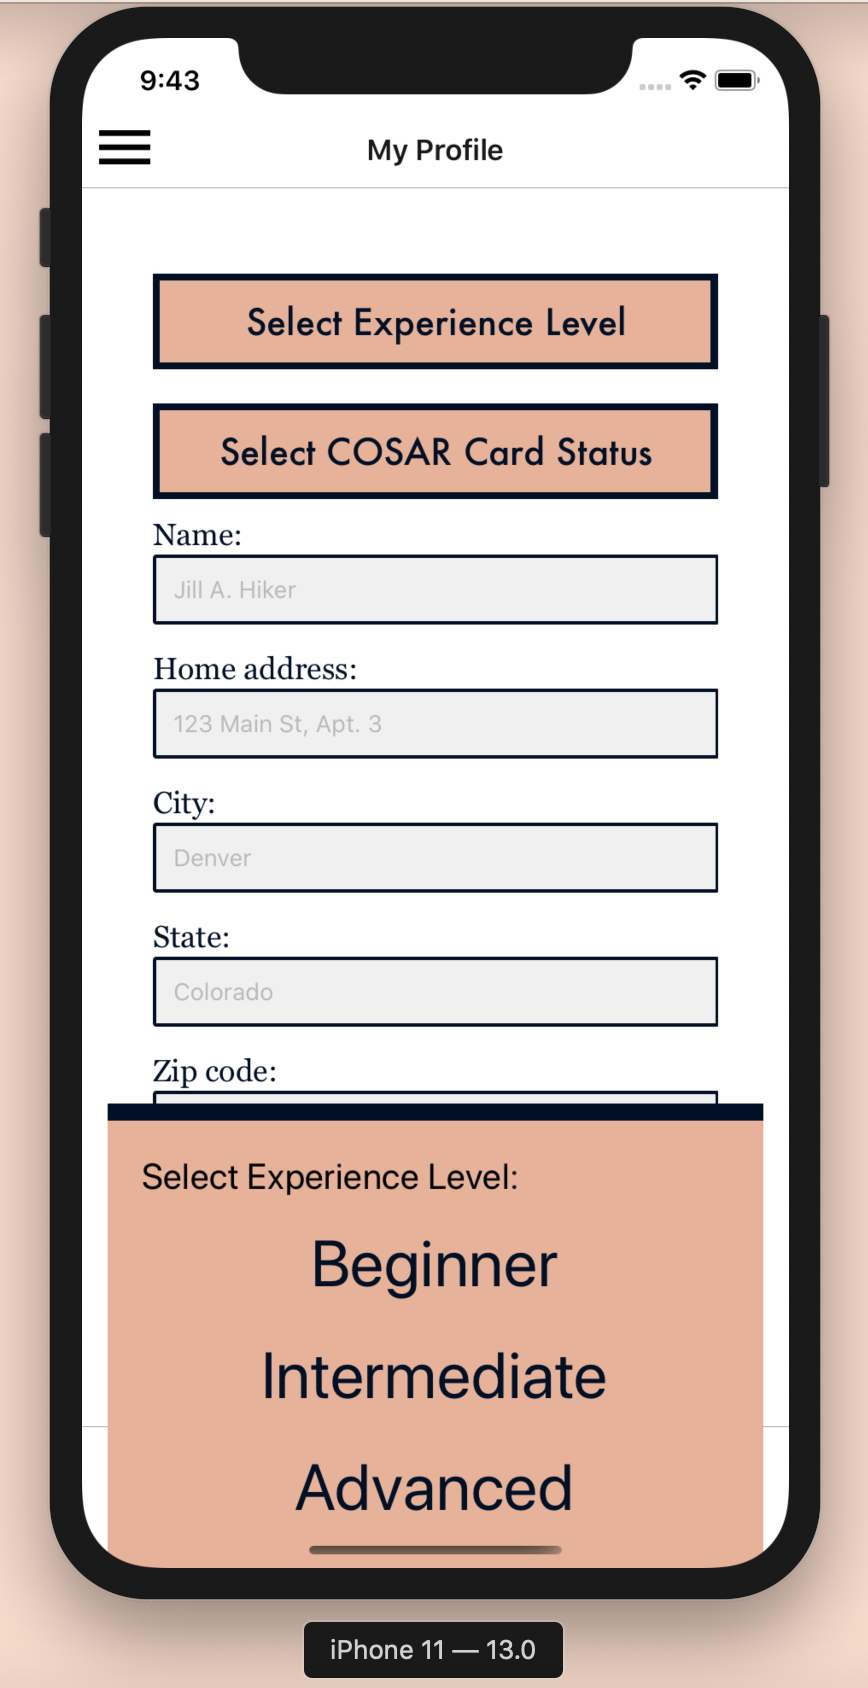 9:43
My Profile
Select Experience Level
Select COSAR Card Status
Name:
Jill A. Hiker
Home address:
123 Main St, Apt. 3
City:
Denver
State:
Colorado
Zip code:
Select Experience Level:
Beginner
Intermediate
Advanced
iPhone 11 — 13.0